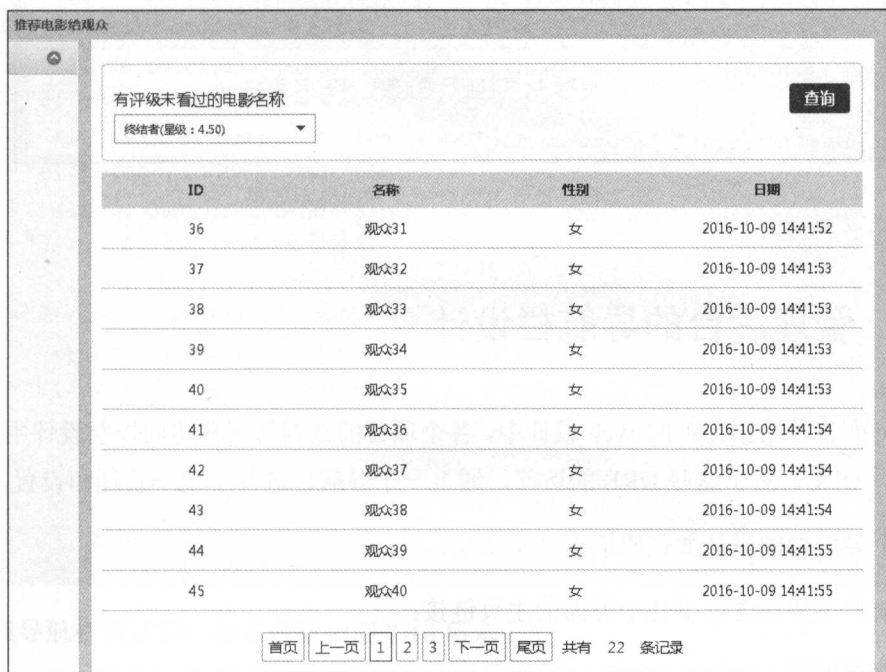 推荐电影给观众
有评级未看过的电影名称
查询
终结者(星级：4.50)
ID 名称 性别 日期
36 观众31 女 2016-10-09 14:41:52
37 观众32 女 2016-10-09 14:41:53
38 观众33 女 2016-10-09 14:41:53
39 观众34 女 2016-10-09 14:41:53
40 观众35 女 2016-10-09 14:41:53
41 观众36 女 2016-10-09 14:41:54
42 观众37 女 2016-10-09 14:41:54
43 观众38 女 2016-10-09 14:41:54
44 观众39 女 2016-10-09 14:41:55
45 观众40 女 2016-10-09 14:41:55
首页 上一页 1 2 3 下一页 尾页 共有 22 条记录